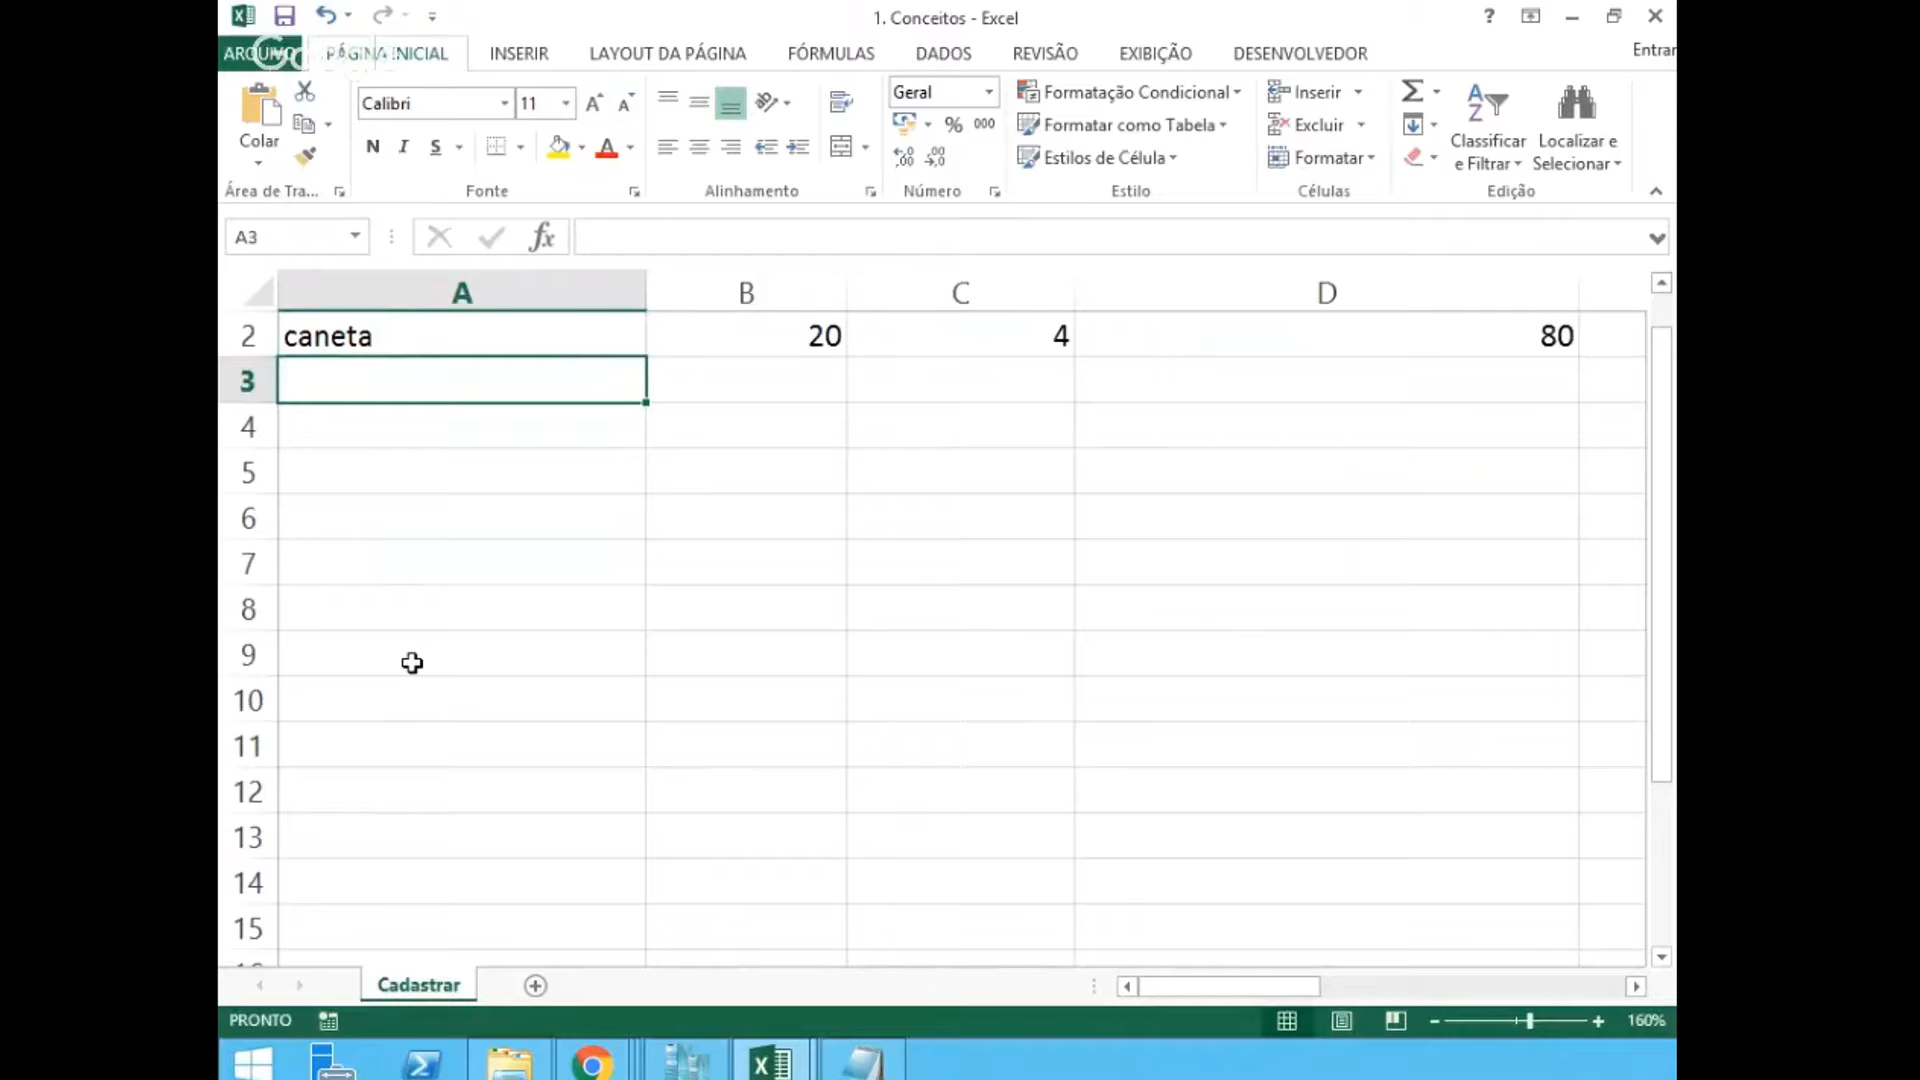 1. Conceitos - Excel
ARQUIVO PÁGINA INICIAL INSERIR LAYOUT DA PÁGINA FÓRMULAS DADOS REVISÃO EXIBIÇÃO DESENVOLVEDOR Entrar
Colar
Área de Tra...
Calibri 11
N I S
Fonte
Alinhamento
Geral
% 000
Número
Formatação Condicional
Formatar como Tabela
Estilos de Célula
Estilo
Inserir
Excluir
Formatar
Células
Classificar e Filtrar
Localizar e Selecionar
Edição
A3 fx
A B C D
2 caneta 20 4 80
3
4
5
6
7
8
9
10
11
12
13
14
15
Cadastrar
PRONTO 160%